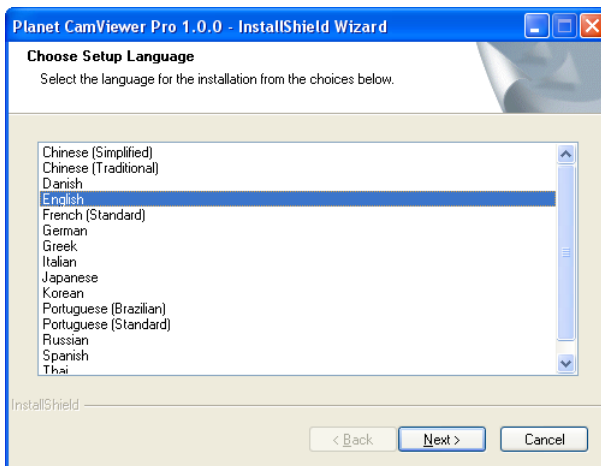 Planet CamViewer Pro 1.0.0 - InstallShield Wizard
Choose Setup Language
Select the language for the installation from the choices below.
Chinese (Simplified)
Chinese (Traditional)
Danish
English
French (Standard)
German
Greek
Italian
Japanese
Korean
Portuguese (Brazilian)
Portuguese (Standard)
Russian
Spanish
Thai
InstallShield
< Back Next > Cancel